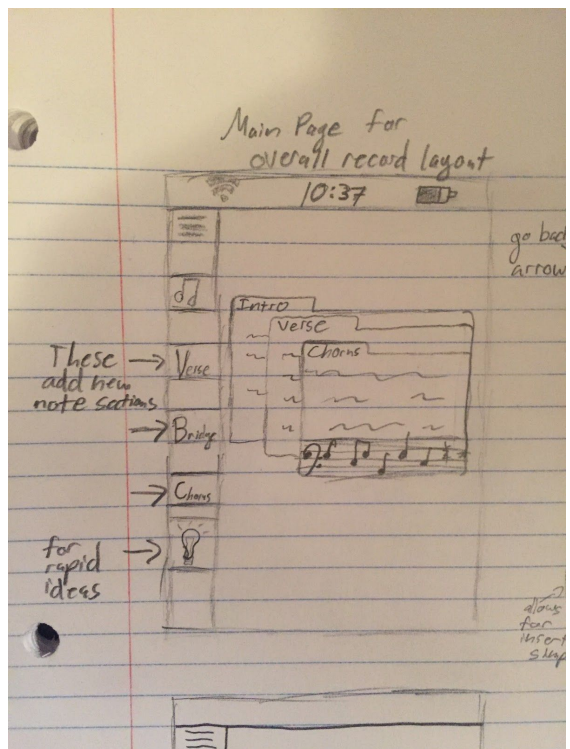 Main Page for
overall record layout
10:37
go back
arrow
Intro
Verse
Chorus
These
add new
note sections
Verse
Bridge
Chorus
for
rapid
ideas
allows
for
insert